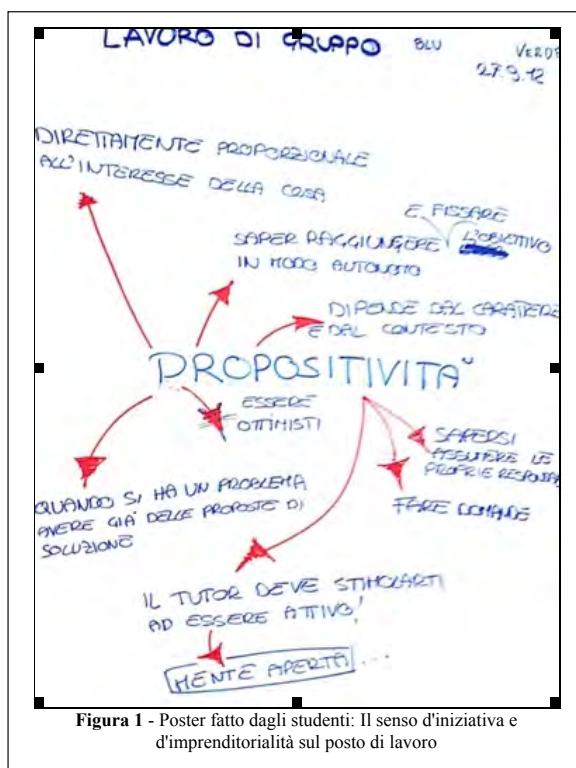 LAVORO DI GRUPPO BLU VERDE
27.9.12
DIRETTAMENTE PROPORZIONALE
ALL'INTERESSE DELLA COSA
E FISSARE
SAPER RAGGIUNGERE L'OBIETTIVO
IN MODO AUTONOMO
DIPENDE DAL CARATTERE
E DAL CONTESTO
PROPOSITIVITA'
ESSERE
OTTIMISTI
SAPERSI
ASSUMERE LE
PROPRIE RESPONSA
FARE DOMANDE
QUANDO SI HA UN PROBLEMA
AVERE GIA' DELLE PROPOSTE DI
SOLUZIONE
IL TUTOR DEVE STIMOLARTI
AD ESSERE ATTIVO!
MENTE APERTA ...
Figura 1 - Poster fatto dagli studenti: Il senso d'iniziativa e
d'imprenditorialità sul posto di lavoro